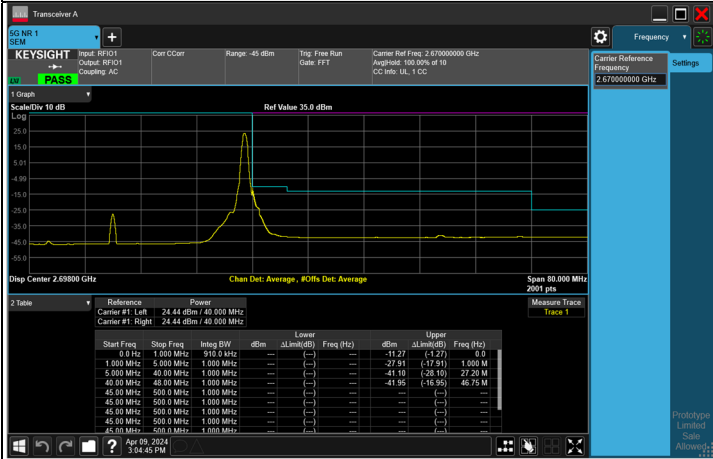 Transceiver A
5G NR 1
SEM
Frequency
KEYSIGHT
Input: RFIO1
Output: RFIO1
Coupling: AC
Corr CCorr
Range: -45 dBm
Trig: Free Run
Gate: FFT
Carrier Ref Freq: 2.670000000 GHz
Avg|Hold: 100.00% of 10
CC Info: UL, 1 CC
PASS
Carrier Reference
Frequency
2.670000000 GHz
Settings
1 Graph
Scale/Div 10 dB
Ref Value 35.0 dBm
Log
25.0
15.0
5.01
-4.99
-15.0
-25.0
-35.0
-45.0
-55.0
Disp Center 2.69800 GHz
Chan Det: Average , #Offs Det: Average
Span 80.000 MHz
2001 pts
2 Table
Reference Power
Carrier #1: Left 24.44 dBm / 40.000 MHz
Carrier #1: Right 24.44 dBm / 40.000 MHz
Measure Trace
Trace 1
Lower Upper
Start Freq Stop Freq Integ BW dBm ΔLimit(dB) Freq (Hz) dBm ΔLimit(dB) Freq (Hz)
0.0 Hz 1.000 MHz 910.0 kHz --- (---) --- -11.27 (-1.27) 0.0
1.000 MHz 5.000 MHz 1.000 MHz --- (---) --- -27.91 (-17.91) 1.000 M
5.000 MHz 40.00 MHz 1.000 MHz --- (---) --- -41.10 (-28.10) 27.20 M
40.00 MHz 48.00 MHz 1.000 MHz --- (---) --- -41.95 (-16.95) 46.75 M
45.00 MHz 500.0 MHz 1.000 MHz --- (---) --- --- (---) ---
45.00 MHz 500.0 MHz 1.000 MHz --- (---) --- --- (---) ---
45.00 MHz 500.0 MHz 1.000 MHz --- (---) --- --- (---) ---
45.00 MHz 500.0 MHz 1.000 MHz --- (---) --- --- (---) ---
45.00 MHz 500.0 MHz 1.000 MHz --- (---) --- --- (---) ---
Prototype
Limited
Sale
Allowed
?
Apr 09, 2024
3:04:45 PM